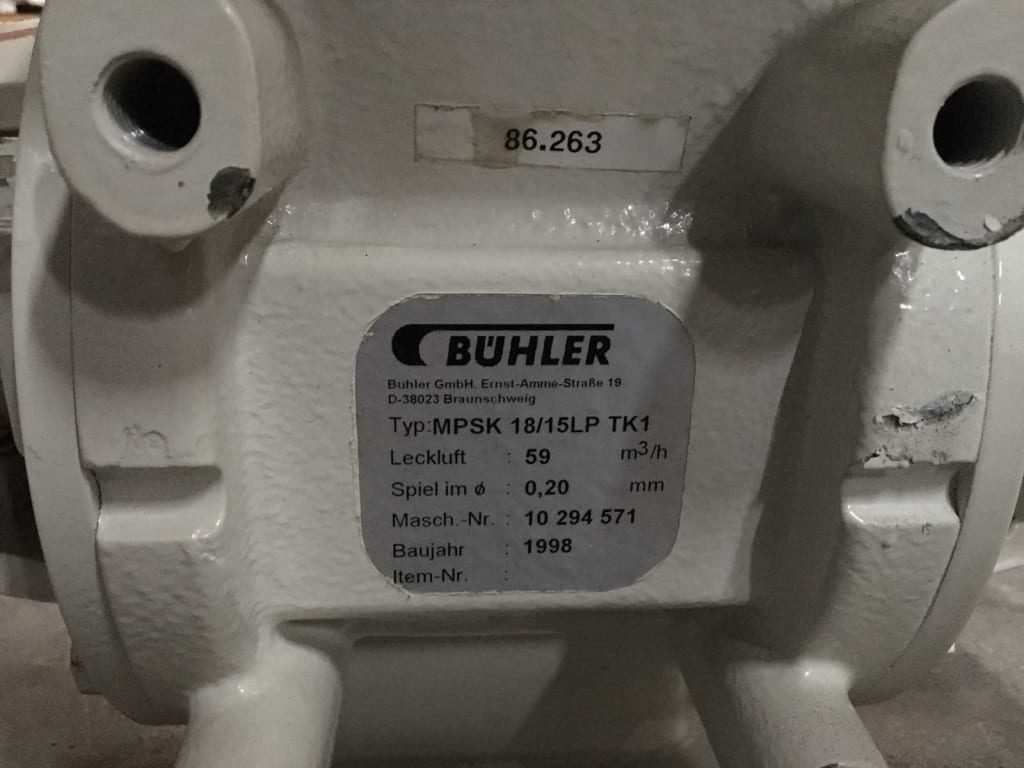 86.263
BÜHLER
Buhler GmbH. Ernst-Amme-Straße 19
D-38023 Braunschweig
Typ:MPSK 18/15LP TK1
Leckluft : 59 m³/h
Spiel im ø : 0,20 mm
Masch.-Nr. : 10 294 571
Baujahr : 1998
Item-Nr. :